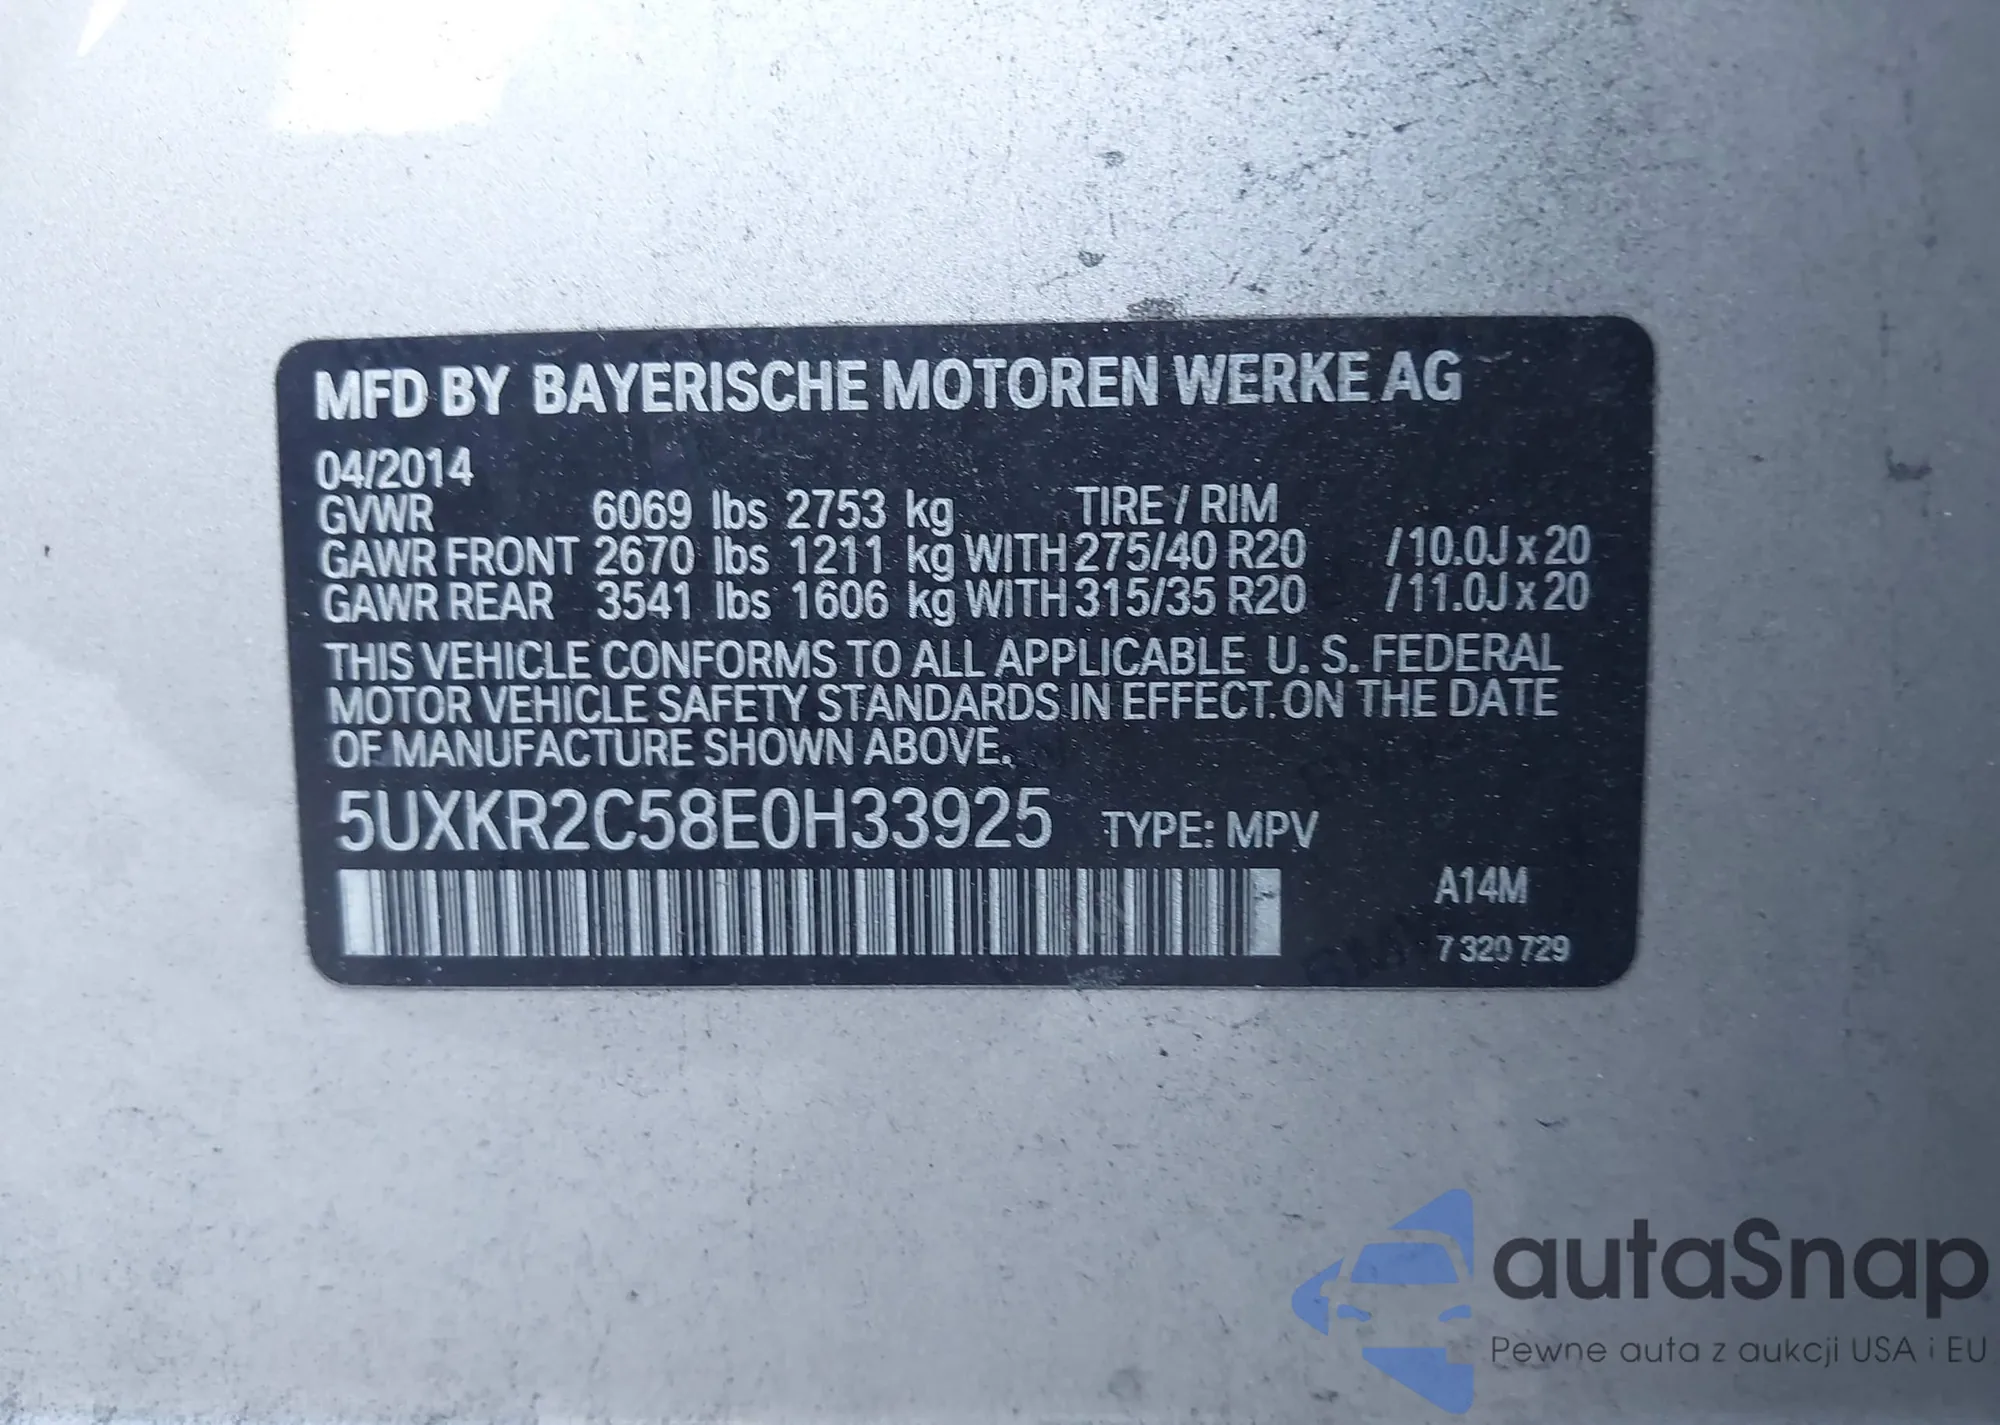 MFD BY BAYERISCHE MOTOREN WERKE AG
04/2014
GVWR 6069 lbs 2753 kg TIRE / RIM
GAWR FRONT 2670 lbs 1211 kg WITH 275/40 R20 /10.0J x 20
GAWR REAR 3541 lbs 1606 kg WITH 315/35 R20 /11.0J x 20
THIS VEHICLE CONFORMS TO ALL APPLICABLE U. S. FEDERAL
MOTOR VEHICLE SAFETY STANDARDS IN EFFECT ON THE DATE
OF MANUFACTURE SHOWN ABOVE.
5UXKR2C58E0H33925 TYPE: MPV
A14M
7 320 729
autaSnap
Pewne auta z aukcji USA i EU